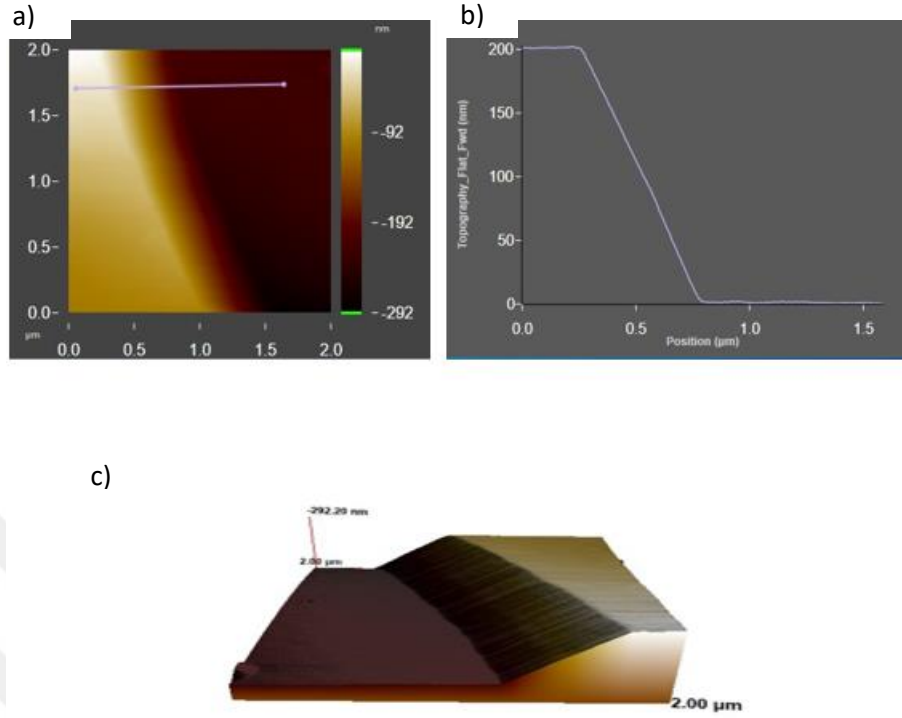 a)
nm
2.0
1.5
1.0
0.5
0.0
µm
0.0 0.5 1.0 1.5 2.0
-92
-192
-292
b)
Topography_Flat_Fwd (nm)
200
150
100
50
0
0.0 0.5 1.0 1.5
Position (µm)
c)
-292.20 nm
2.00 µm
2.00 µm